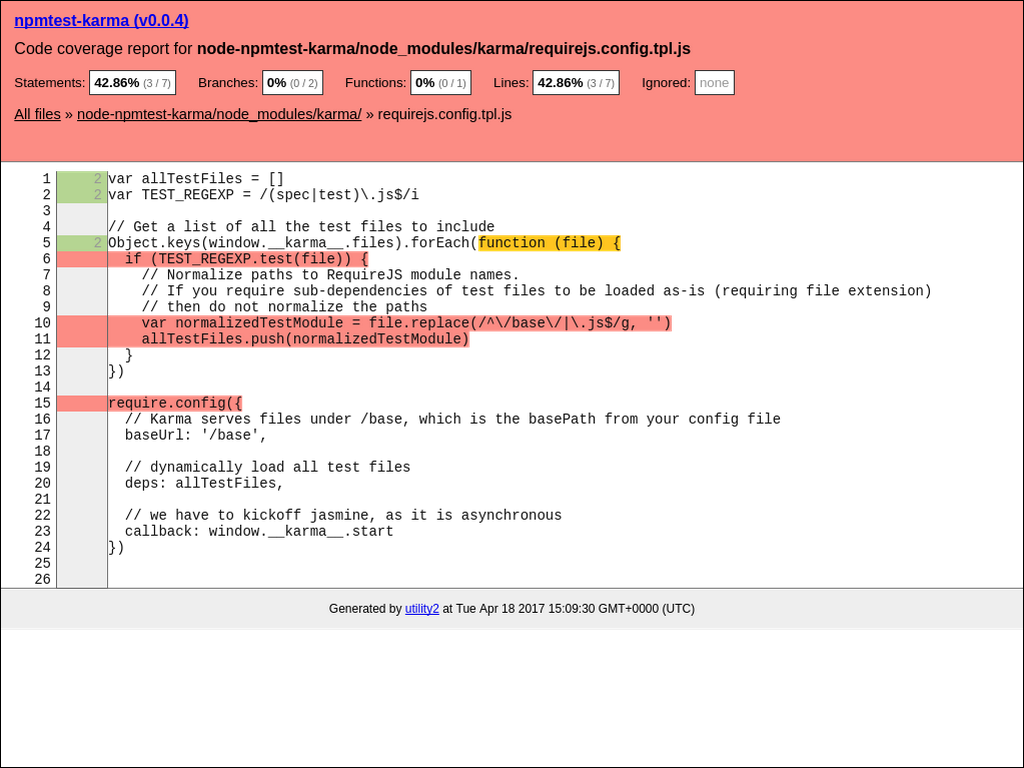 npmtest-karma (v0.0.4)
Code coverage report for node-npmtest-karma/node_modules/karma/requirejs.config.tpl.js
Statements: 42.86% (3 / 7) Branches: 0% (0 / 2) Functions: 0% (0 / 1) Lines: 42.86% (3 / 7) Ignored: none
All files » node-npmtest-karma/node_modules/karma/ » requirejs.config.tpl.js
1 2 var allTestFiles = []
2 2 var TEST_REGEXP = /(spec|test)\.js$/i
3
4 // Get a list of all the test files to include
5 2 Object.keys(window.__karma__.files).forEach(function (file) {
6   if (TEST_REGEXP.test(file)) {
7     // Normalize paths to RequireJS module names.
8     // If you require sub-dependencies of test files to be loaded as-is (requiring file extension)
9     // then do not normalize the paths
10     var normalizedTestModule = file.replace(/^\/base\/|\.js$/g, '')
11     allTestFiles.push(normalizedTestModule)
12   }
13 })
14
15 require.config({
16   // Karma serves files under /base, which is the basePath from your config file
17   baseUrl: '/base',
18
19   // dynamically load all test files
20   deps: allTestFiles,
21
22   // we have to kickoff jasmine, as it is asynchronous
23   callback: window.__karma__.start
24 })
25
26
Generated by utility2 at Tue Apr 18 2017 15:09:30 GMT+0000 (UTC)